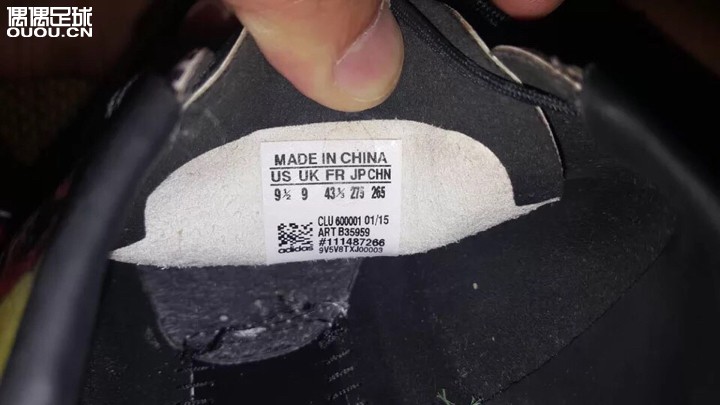 偶偶足球
OUOU.CN
MADE IN CHINA
US UK FR JP CHN
9½ 9 43⅓ 275 265
CLU 600001 01/15
ART B35959
#111487266
adidas 9V5V8TXJ00003